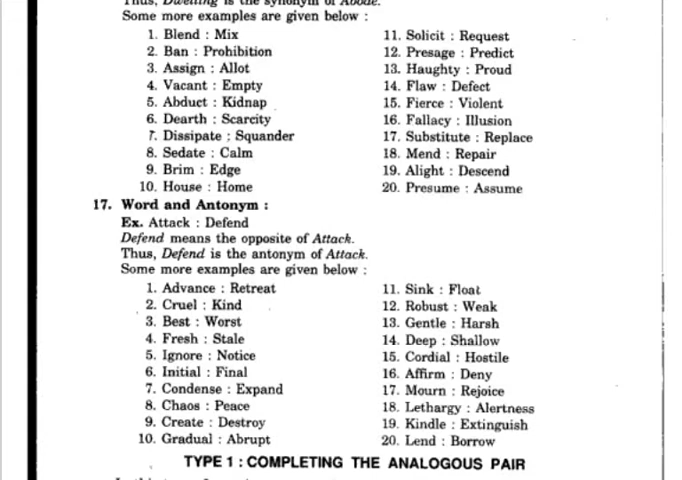 Thus, Dwelling is the synonym of Abode.
Some more examples are given below :
1. Blend : Mix
2. Ban : Prohibition
3. Assign : Allot
4. Vacant : Empty
5. Abduct : Kidnap
6. Dearth : Scarcity
7. Dissipate : Squander
8. Sedate : Calm
9. Brim : Edge
10. House : Home
11. Solicit : Request
12. Presage : Predict
13. Haughty : Proud
14. Flaw : Defect
15. Fierce : Violent
16. Fallacy : Illusion
17. Substitute : Replace
18. Mend : Repair
19. Alight : Descend
20. Presume : Assume
17. Word and Antonym :
Ex. Attack : Defend
Defend means the opposite of Attack.
Thus, Defend is the antonym of Attack.
Some more examples are given below :
1. Advance : Retreat
2. Cruel : Kind
3. Best : Worst
4. Fresh : Stale
5. Ignore : Notice
6. Initial : Final
7. Condense : Expand
8. Chaos : Peace
9. Create : Destroy
10. Gradual : Abrupt
11. Sink : Float
12. Robust : Weak
13. Gentle : Harsh
14. Deep : Shallow
15. Cordial : Hostile
16. Affirm : Deny
17. Mourn : Rejoice
18. Lethargy : Alertness
19. Kindle : Extinguish
20. Lend : Borrow
TYPE 1 : COMPLETING THE ANALOGOUS PAIR